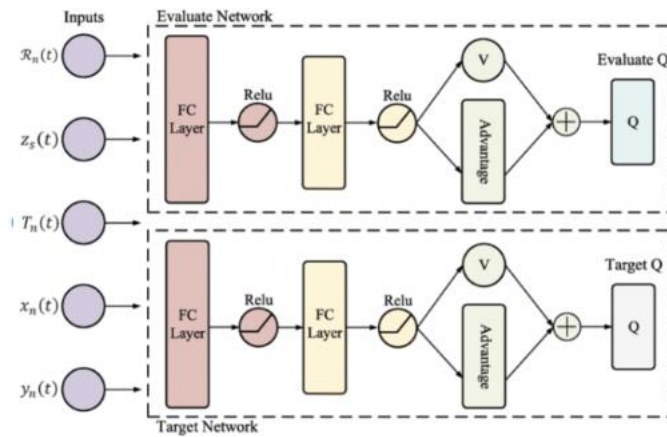 Inputs
Evaluate Network
ℛₙ(t)
zₛ(t)
Tₙ(t)
xₙ(t)
yₙ(t)
FC
Layer
Relu
FC
Layer
Relu
V
Advantage
Evaluate Q
Q
FC
Layer
Relu
FC
Layer
Relu
V
Advantage
Target Q
Q
Target Network